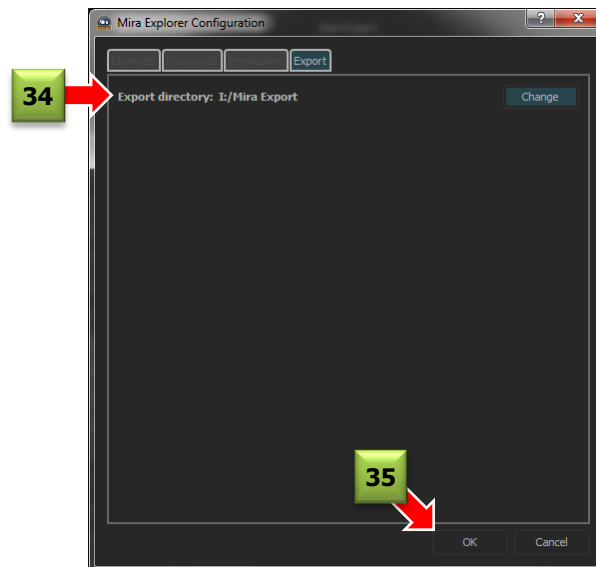 Mira Explorer Configuration
? X
Channels Passwords Permissions Export
34
Export directory: I:/Mira Export
Change
35
OK Cancel